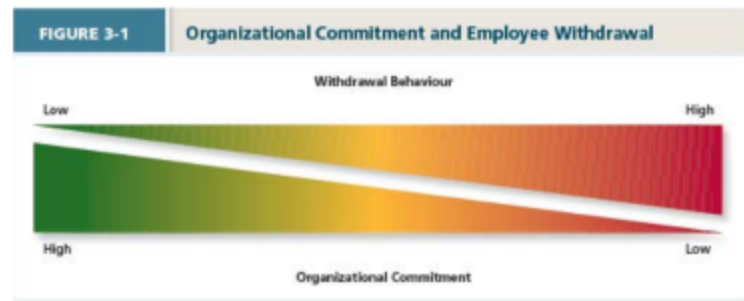 FIGURE 3-1 Organizational Commitment and Employee Withdrawal
Withdrawal Behaviour
Low High
High Low
Organizational Commitment